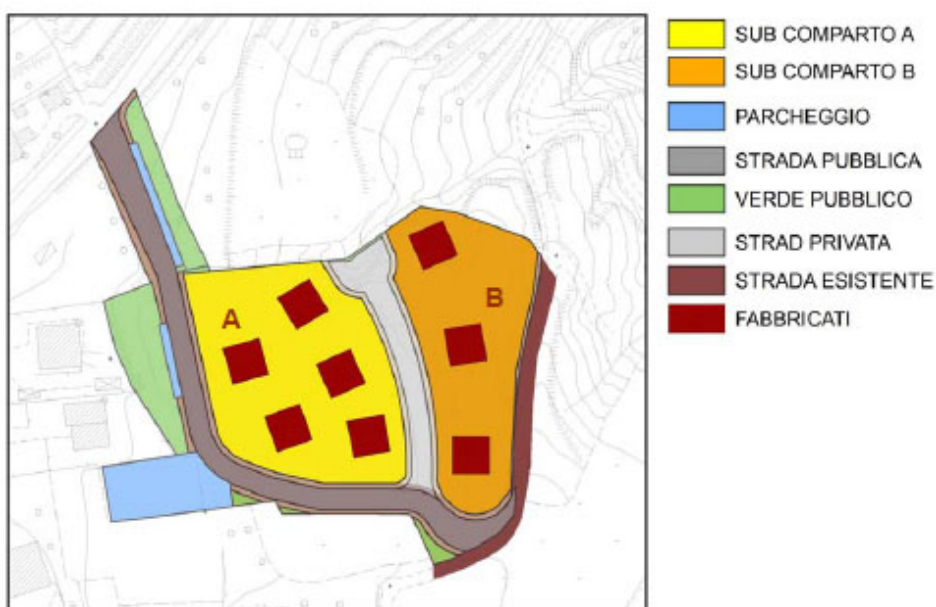 SUB COMPARTO A
SUB COMPARTO B
PARCHEGGIO
STRADA PUBBLICA
VERDE PUBBLICO
STRAD PRIVATA
STRADA ESISTENTE
FABBRICATI
A
B